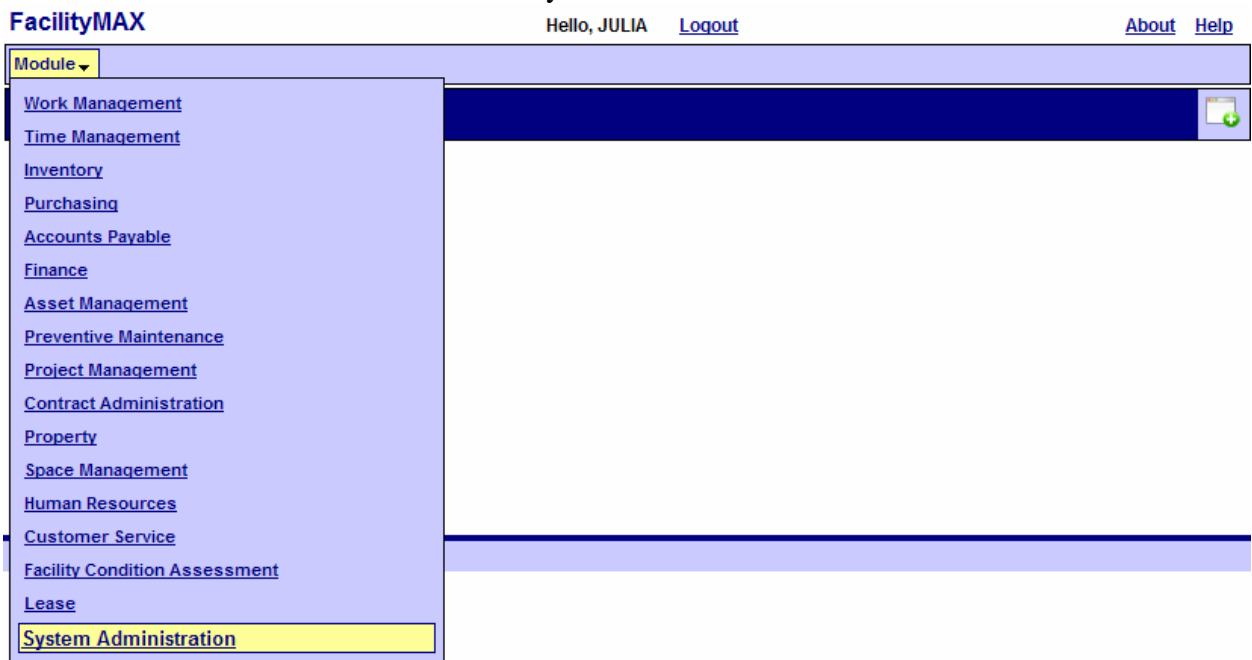 FacilityMAX Hello, JULIA Logout About Help
Module
Work Management
Time Management
Inventory
Purchasing
Accounts Payable
Finance
Asset Management
Preventive Maintenance
Project Management
Contract Administration
Property
Space Management
Human Resources
Customer Service
Facility Condition Assessment
Lease
System Administration